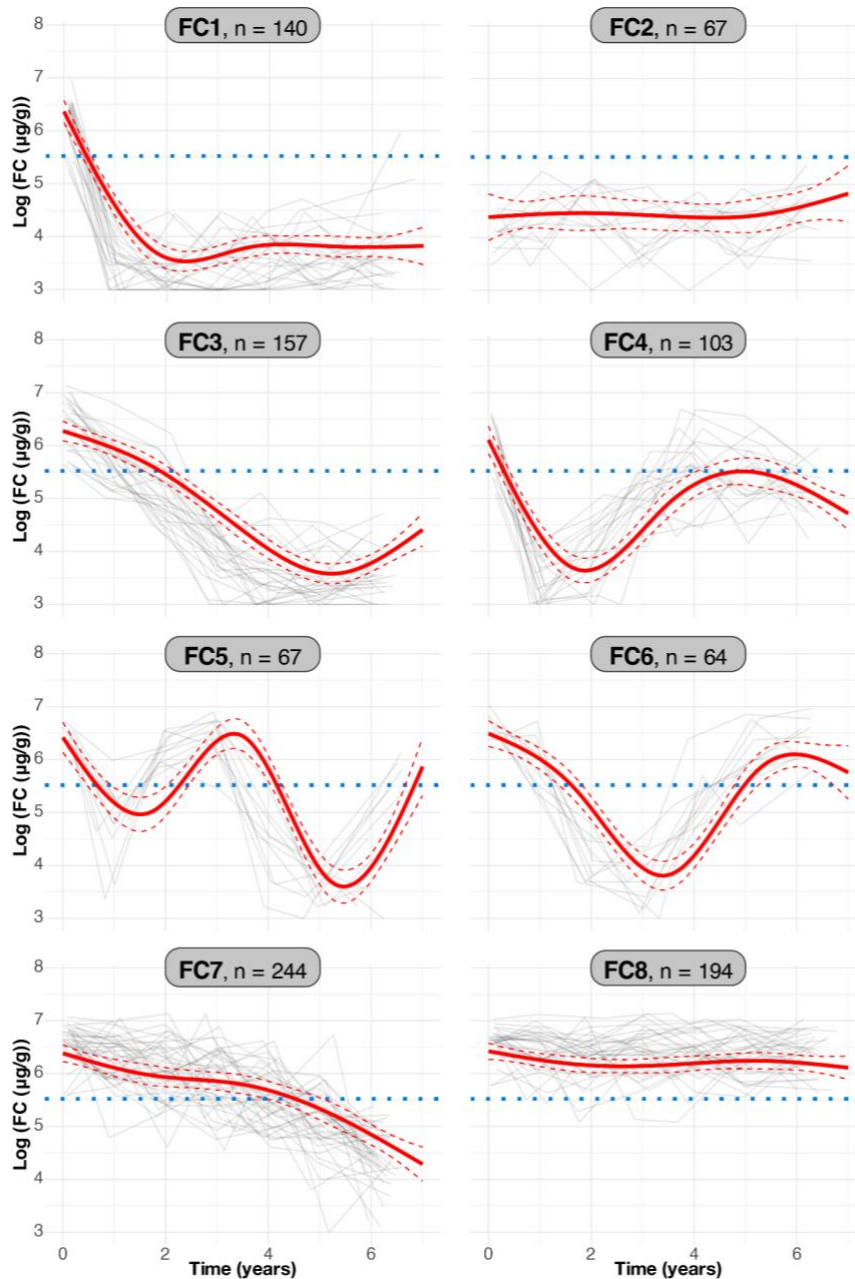 FC1, n = 140
FC2, n = 67
8
7
6
5
4
3
Log (FC (µg/g))
FC3, n = 157
FC4, n = 103
8
7
6
5
4
3
Log (FC (µg/g))
FC5, n = 67
FC6, n = 64
8
7
6
5
4
3
Log (FC (µg/g))
FC7, n = 244
FC8, n = 194
8
7
6
5
4
3
Log (FC (µg/g))
0 2 4 6
Time (years)
0 2 4 6
Time (years)